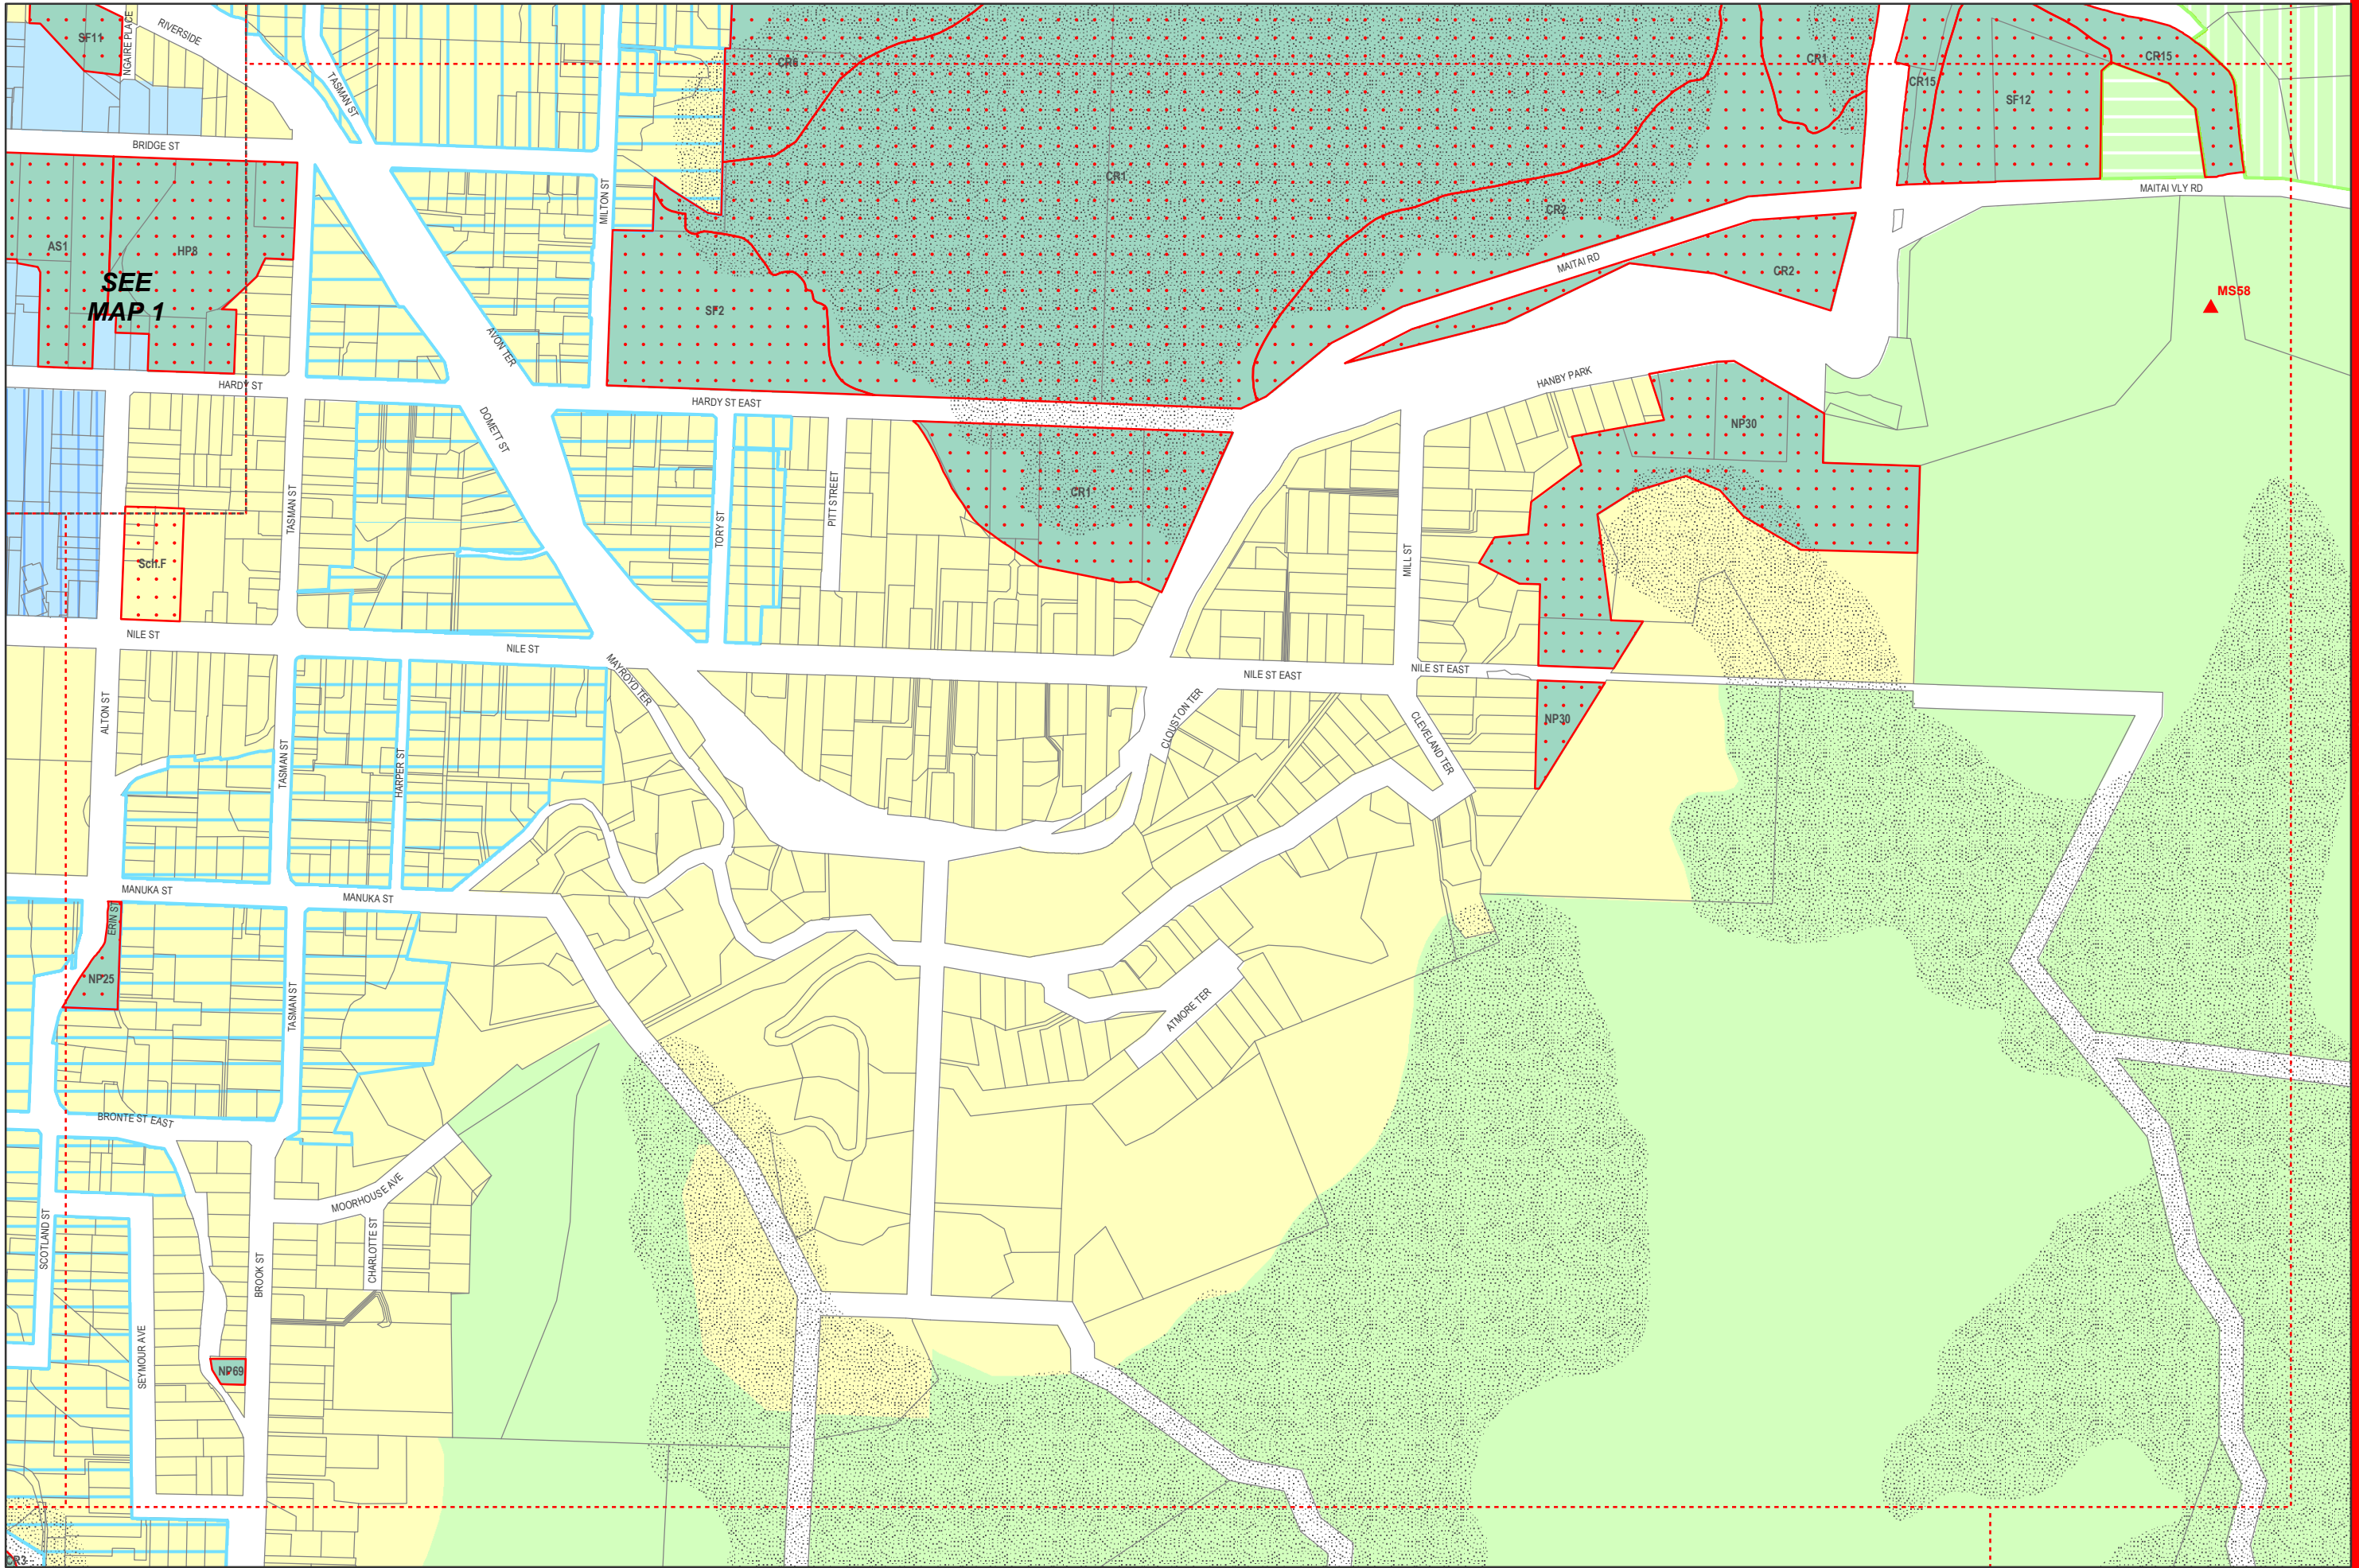 SF11
NGAIRE PLACE
RIVERSIDE
TASMAN ST
CR6
CR1
CR15
CR15
SF12
BRIDGE ST
MILTON ST
CR1
CR2
MAITAI VLY RD
AS1
HP8
SEE
MAP 1
MAITAI RD
CR2
MS58
SF2
AVON TER
HARDY ST
HARDY ST EAST
HANBY PARK
DOMETT ST
NP30
TASMAN ST
TORY ST
PITT STREET
CR1
MILL ST
ScH.F
NILE ST
NILE ST
MAYROYD TER
NILE ST EAST
NILE ST EAST
ALTON ST
TASMAN ST
HARPER ST
CLOUSTON TER
CLEVELAND TER
NP30
MANUKA ST
MANUKA ST
ERIN ST
NP25
TASMAN ST
ATMORE TER
BRONTE ST EAST
MOORHOUSE AVE
SCOTLAND ST
CHARLOTTE ST
BROOK ST
SEYMOUR AVE
NP69
CR3